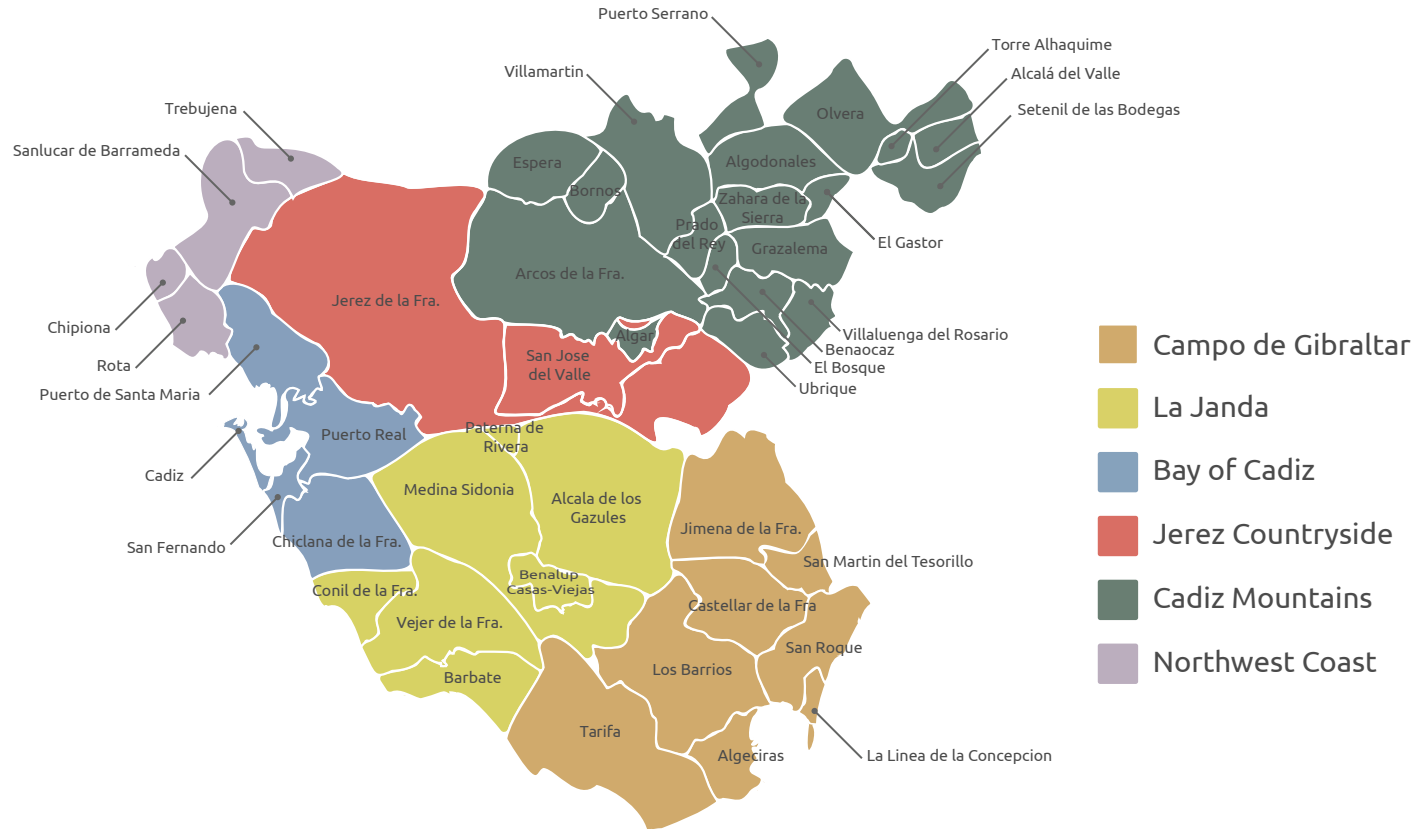 Puerto Serrano
Torre Alhaquime
Villamartin
Alcalá del Valle
Trebujena
Setenil de las Bodegas
Olvera
Sanlucar de Barrameda
Espera
Algodonales
Bornos
Zahara de la
Sierra
Prado
del Rey
El Gastor
Grazalema
Arcos de la Fra.
Jerez de la Fra.
Chipiona
Villaluenga del Rosario
Algar
Benaocaz
San Jose
del Valle
Rota
El Bosque
Ubrique
Puerto de Santa Maria
Paterna de
Rivera
Puerto Real
Cadiz
Medina Sidonia
Alcala de los
Gazules
Jimena de la Fra.
San Fernando
Chiclana de la Fra.
San Martin del Tesorillo
Benalup
Casas-Viejas
Conil de la Fra.
Castellar de la Fra
Vejer de la Fra.
San Roque
Los Barrios
Barbate
Tarifa
Algeciras
La Linea de la Concepcion
Campo de Gibraltar
La Janda
Bay of Cadiz
Jerez Countryside
Cadiz Mountains
Northwest Coast